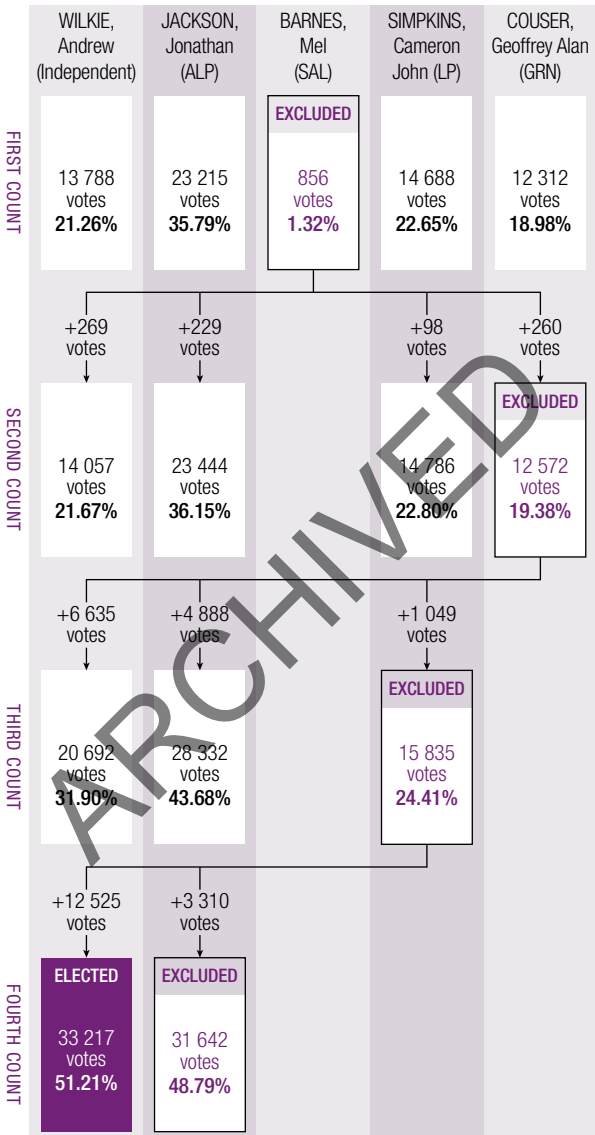 WILKIE,
Andrew
(Independent)
JACKSON,
Jonathan
(ALP)
BARNES,
Mel
(SAL)
SIMPKINS,
Cameron
John (LP)
COUSER,
Geoffrey Alan
(GRN)
FIRST COUNT
13 788
votes
21.26%
23 215
votes
35.79%
EXCLUDED
856
votes
1.32%
14 688
votes
22.65%
12 312
votes
18.98%
+269
votes
+229
votes
+98
votes
+260
votes
SECOND COUNT
14 057
votes
21.67%
23 444
votes
36.15%
14 786
votes
22.80%
EXCLUDED
12 572
votes
19.38%
+6 635
votes
+4 888
votes
+1 049
votes
THIRD COUNT
20 692
votes
31.90%
28 332
votes
43.68%
EXCLUDED
15 835
votes
24.41%
+12 525
votes
+3 310
votes
FOURTH COUNT
ELECTED
33 217
votes
51.21%
EXCLUDED
31 642
votes
48.79%
ARCHIVED